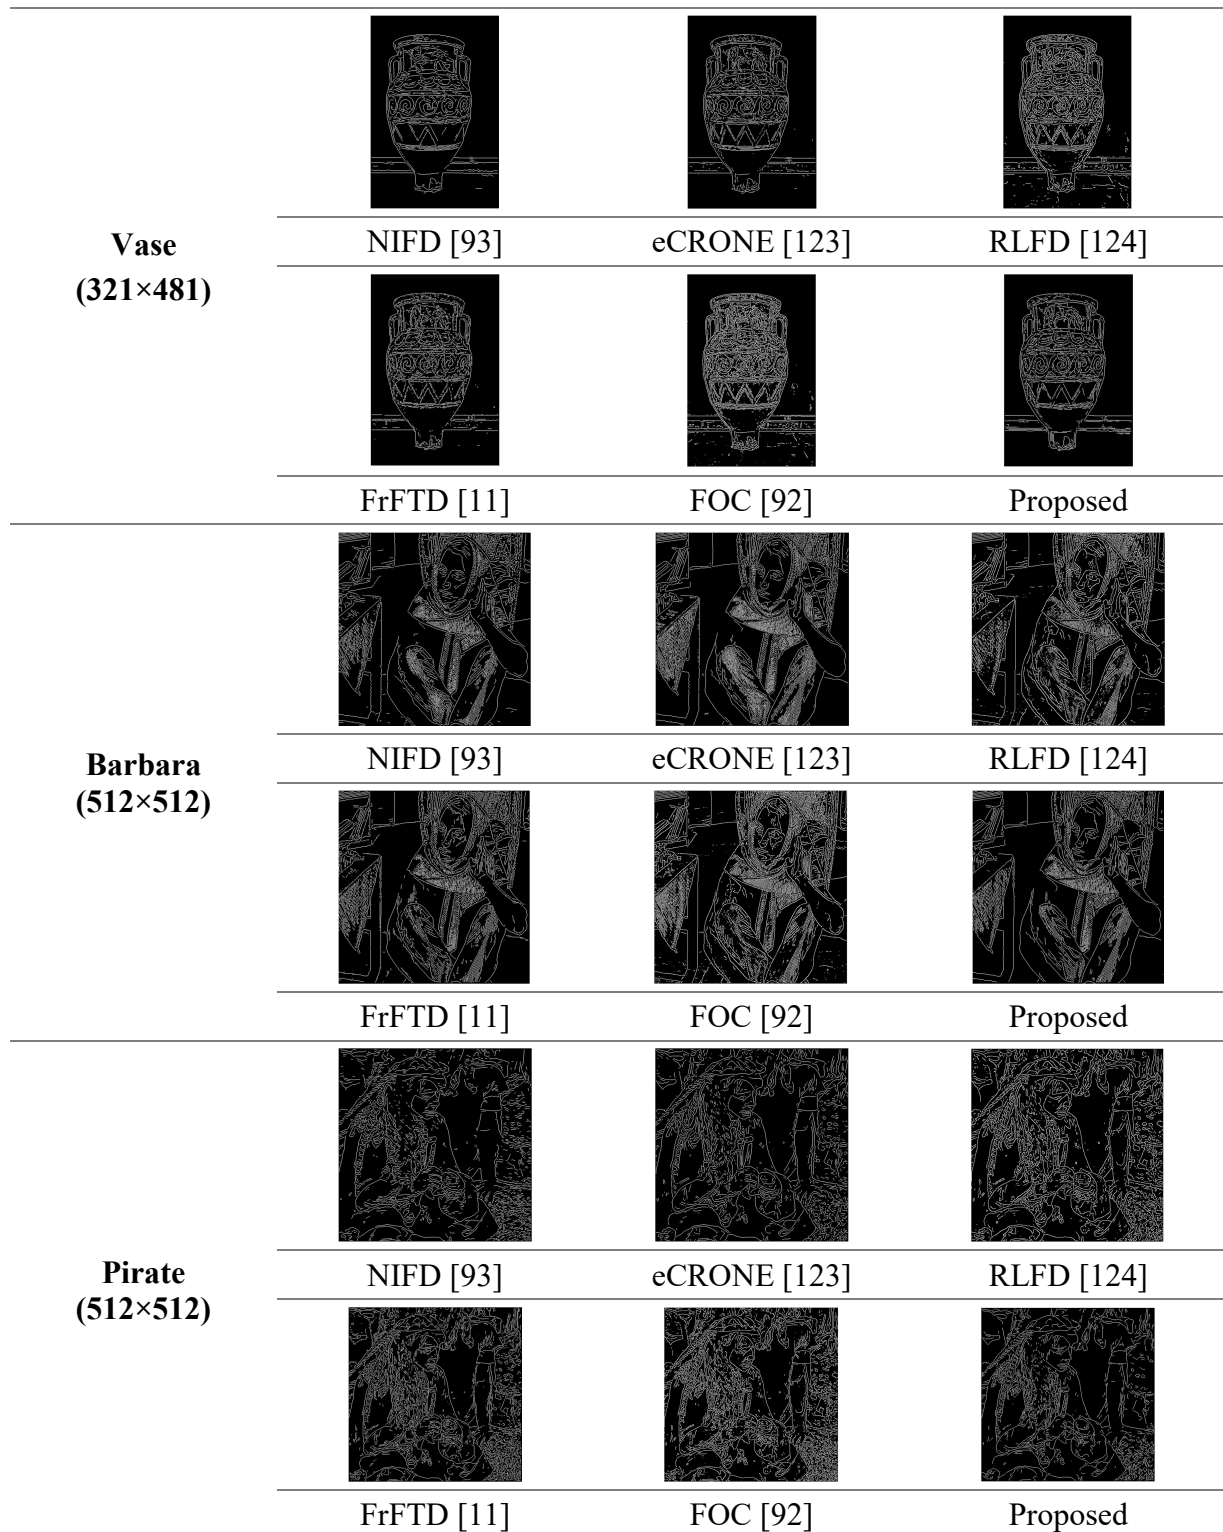 NIFD [93] eCRONE [123] RLFD [124]
Vase
(321×481)
FrFTD [11] FOC [92] Proposed
NIFD [93] eCRONE [123] RLFD [124]
Barbara
(512×512)
FrFTD [11] FOC [92] Proposed
NIFD [93] eCRONE [123] RLFD [124]
Pirate
(512×512)
FrFTD [11] FOC [92] Proposed